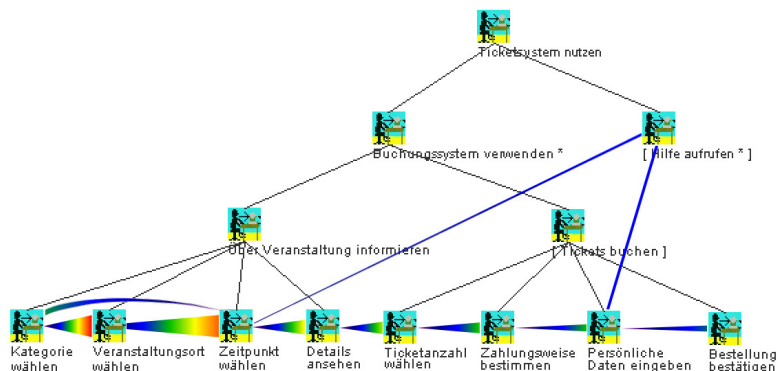 Ticketsystem nutzen
Buchungssystem verwenden *
[ Hilfe aufrufen * ]
Über Veranstaltung informieren
[ Tickets buchen ]
Kategorie
wählen
Veranstaltungsort
wählen
Zeitpunkt
wählen
Details
ansehen
Ticketanzahl
wählen
Zahlungsweise
bestimmen
Persönliche
Daten eingeben
Bestellung
bestätigen